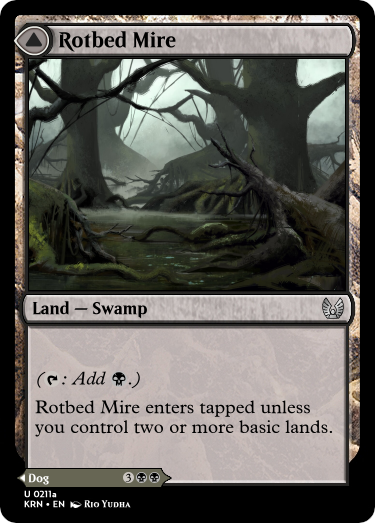 Rotbed Mire
Land — Swamp
(T: Add B.)
Rotbed Mire enters tapped unless
you control two or more basic lands.
Dog 3BB
U 0211a
KRN • EN Rio Yudha